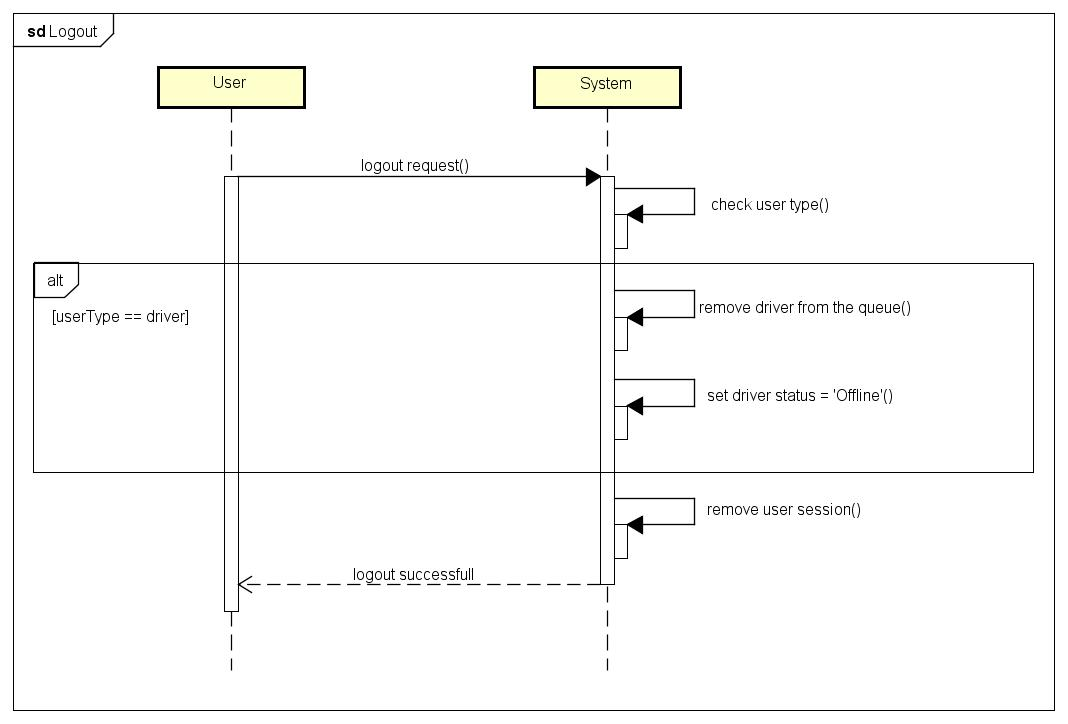 sd Logout
User
System
logout request()
check user type()
alt
[userType == driver]
remove driver from the queue()
set driver status = 'Offline'()
remove user session()
logout successfull